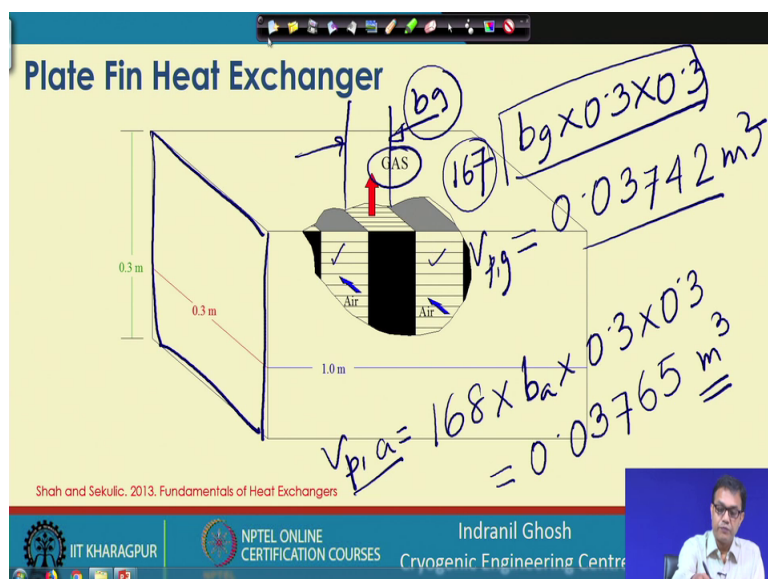 Plate Fin Heat Exchanger
bg
bg × 0.3 × 0.3
GAS
167
V p,g = 0.03742 m³
0.3 m
0.3 m
Air
Air
1.0 m
V p,a = 168 × ba × 0.3 × 0.3
= 0.03765 m³
Shah and Sekulic. 2013. Fundamentals of Heat Exchangers
IIT KHARAGPUR
NPTEL ONLINE
CERTIFICATION COURSES
Indranil Ghosh
Cryogenic Engineering Centre